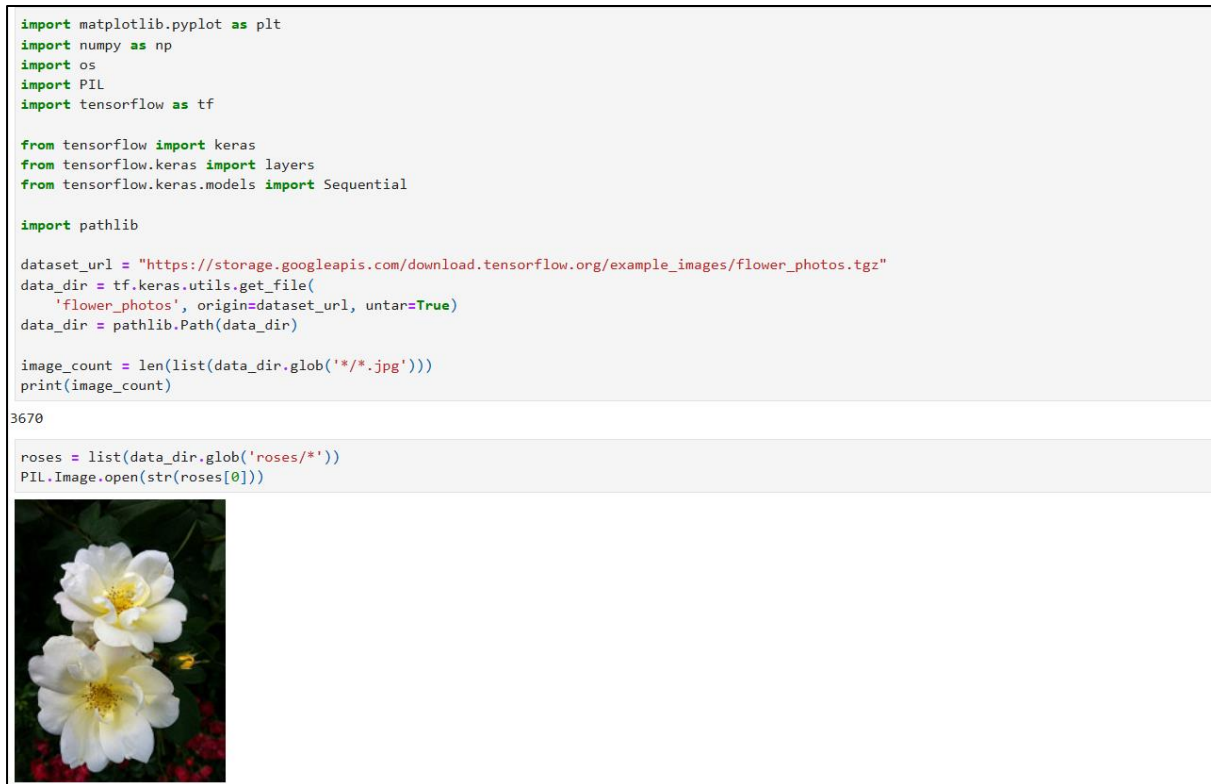 import matplotlib.pyplot as plt
import numpy as np
import os
import PIL
import tensorflow as tf
from tensorflow import keras
from tensorflow.keras import layers
from tensorflow.keras.models import Sequential
import pathlib
dataset_url = "https://storage.googleapis.com/download.tensorflow.org/example_images/flower_photos.tgz"
data_dir = tf.keras.utils.get_file(
    'flower_photos', origin=dataset_url, untar=True)
data_dir = pathlib.Path(data_dir)
image_count = len(list(data_dir.glob('*/*.jpg')))
print(image_count)
3670
roses = list(data_dir.glob('roses/*'))
PIL.Image.open(str(roses[0]))